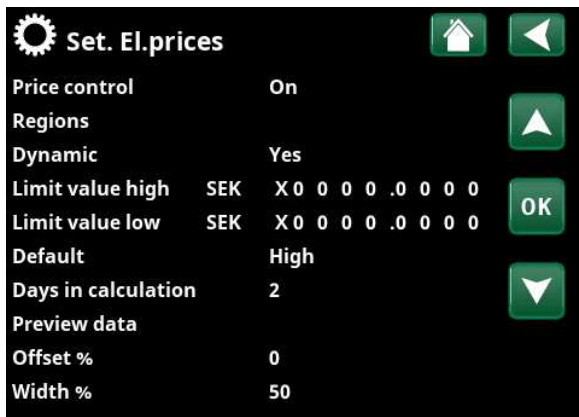 Set. El.prices
Price control On
Regions
Dynamic Yes
Limit value high SEK X 0 0 0 0 .0 0 0 0
Limit value low SEK X 0 0 0 0 .0 0 0 0
OK
Default High
Days in calculation 2
Preview data
Offset % 0
Width % 50